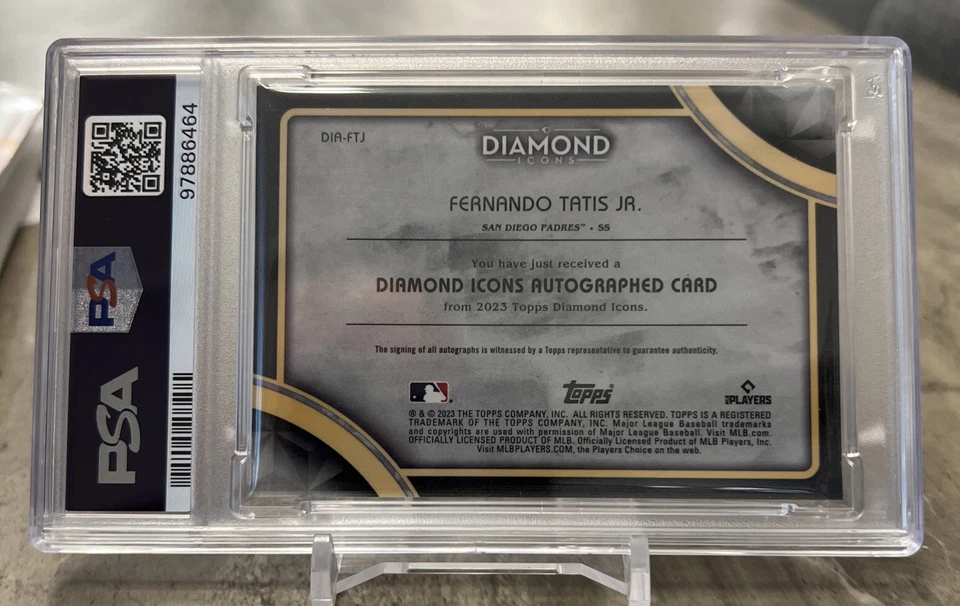 97886464
PSA
PSA
DIA-FTJ
DIAMOND
ICONS
FERNANDO TATIS JR.
SAN DIEGO PADRES™ • SS
You have just received a
DIAMOND ICONS AUTOGRAPHED CARD
from 2023 Topps Diamond Icons.
The signing of all autographs is witnessed by a Topps representative to guarantee authenticity.
Topps
MLB PLAYERS
® & © 2023 THE TOPPS COMPANY, INC. ALL RIGHTS RESERVED. TOPPS IS A REGISTERED
TRADEMARK OF THE TOPPS COMPANY, INC. Major League Baseball trademarks
and copyrights are used with permission of Major League Baseball. Visit MLB.com.
OFFICIALLY LICENSED PRODUCT OF MLB. Officially Licensed Product of MLB Players, Inc.
Visit MLBPLAYERS.COM, the Players Choice on the web.